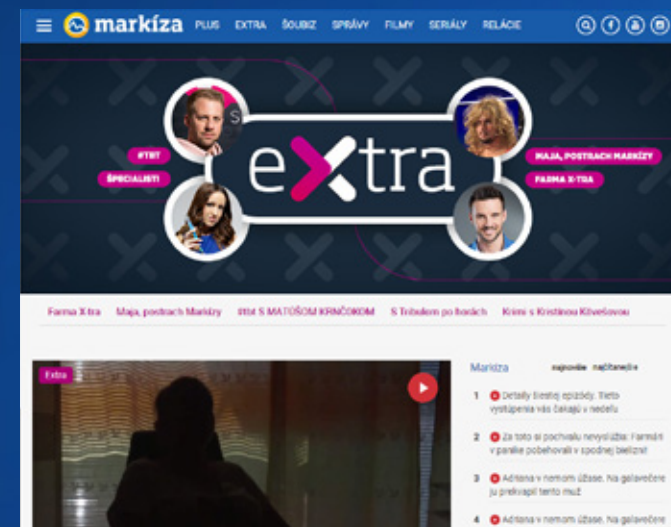 markíza PLUS EXTRA ŠOUBIZ SPRÁVY FILMY SERIÁLY RELÁCIE
#TBT
ŠPECIALISTI
extra
MAJA, POSTRACH MARKÍZY
FARMA X-TRA
Farma X-tra Maja, postrach Markízy #tbt S MATÚŠOM KRNČOKOM S Tribulom po horách Krimi s Kristínou Kövešovou
Extra
Markíza najnovšie najčítanejšie
1 Detaily šiestej epizódy. Tieto
vystúpenia vás čakajú v nedeľu
2 Za toto si pochvalu nevyslúžia: Farmári
v panike pobehovali v spodnej bielizni!
3 Adriana v nemom úžase. Na galavečere
ju prekvapil tento muž
4 Adriana v nemom úžase. Na galavečere